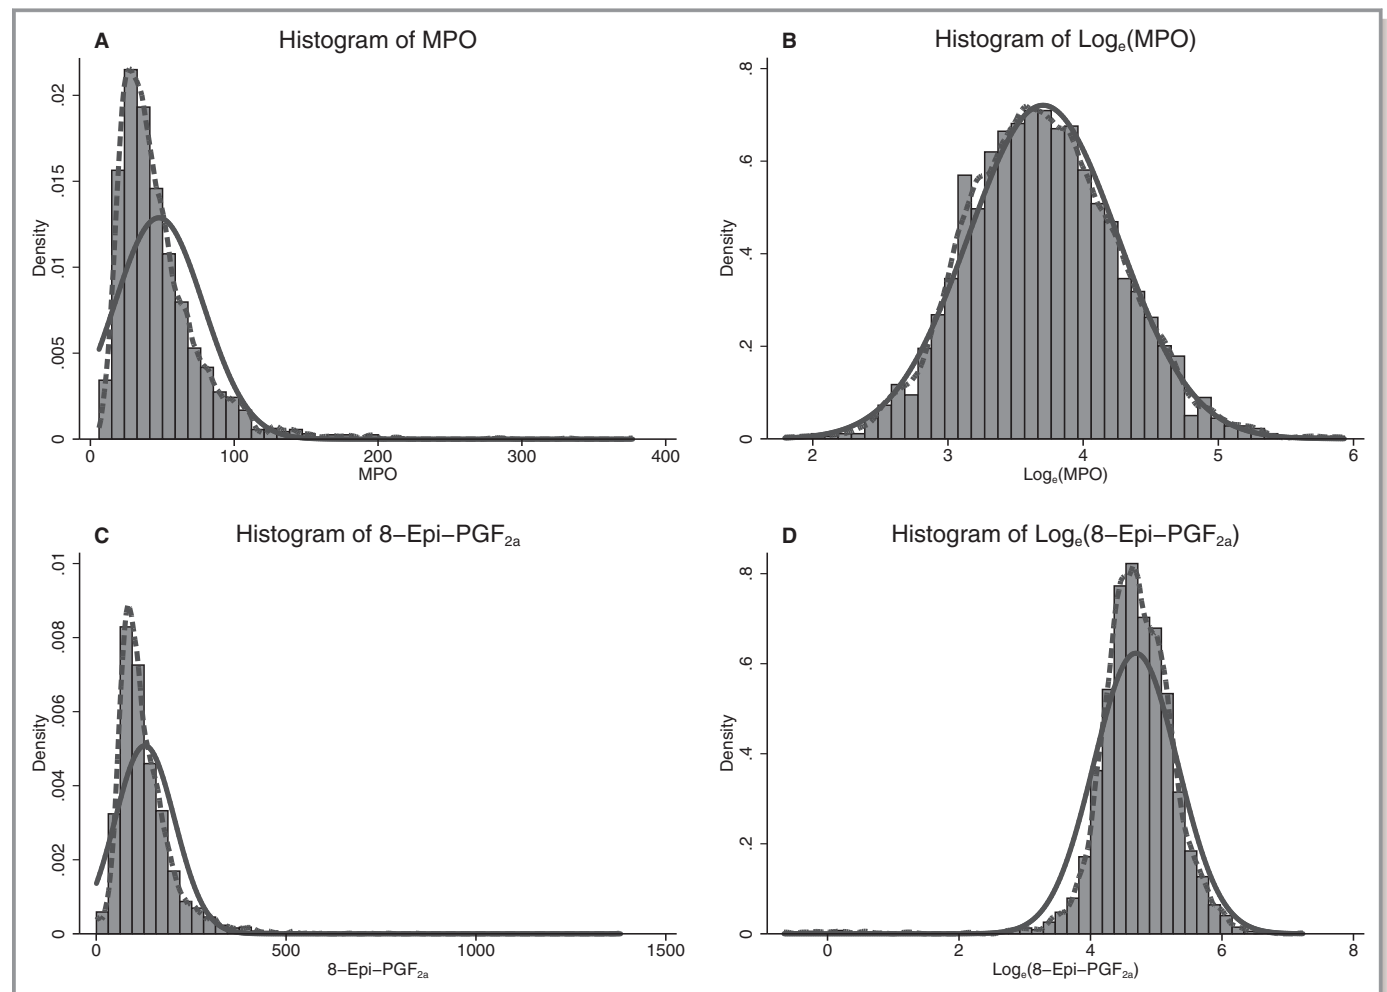 A Histogram of MPO
Density
.02
.015
.01
.005
0
0 100 200 300 400
MPO
B Histogram of Logₑ(MPO)
Density
.8
.6
.4
.2
0
2 3 4 5 6
Logₑ(MPO)
C Histogram of 8–Epi–PGF₂ₐ
Density
.01
.008
.006
.004
.002
0
0 500 1000 1500
8–Epi–PGF₂ₐ
D Histogram of Logₑ(8–Epi–PGF₂ₐ)
Density
.8
.6
.4
.2
0
0 2 4 6 8
Logₑ(8–Epi–PGF₂ₐ)